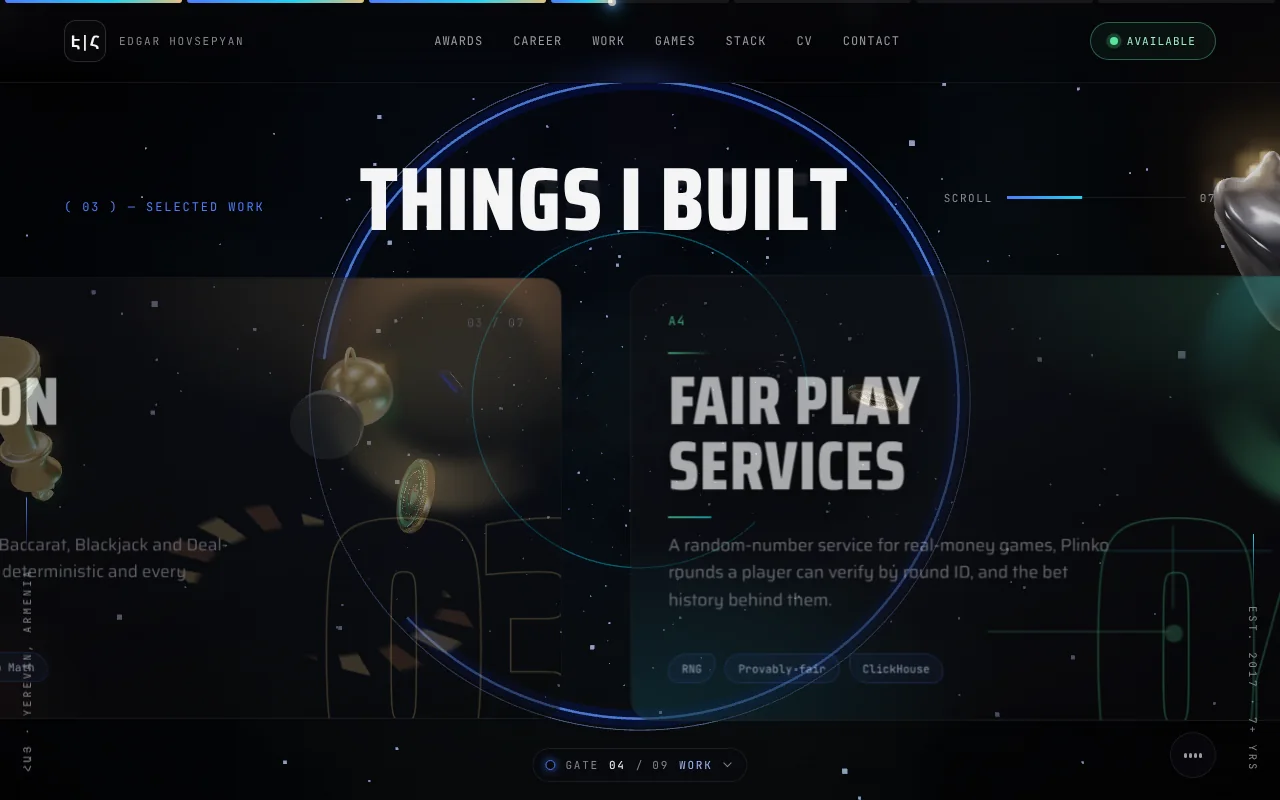 ե|Հ
EDGAR HOVSEPYAN
AWARDS
CAREER
WORK
GAMES
STACK
CV
CONTACT
AVAILABLE
( 03 ) — SELECTED WORK
THINGS I BUILT
SCROLL
07
03 / 07
ON
Baccarat, Blackjack and Deal-
deterministic and every
Math
03
A4
FAIR PLAY
SERVICES
A random-number service for real-money games, Plinko
rounds a player can verify by round ID, and the bet
history behind them.
RNG
Provably-fair
ClickHouse
ՀԱՅ · YEREVAN, ARMENIA
EST. 2017 · 7+ YRS
GATE 04 / 09 WORK